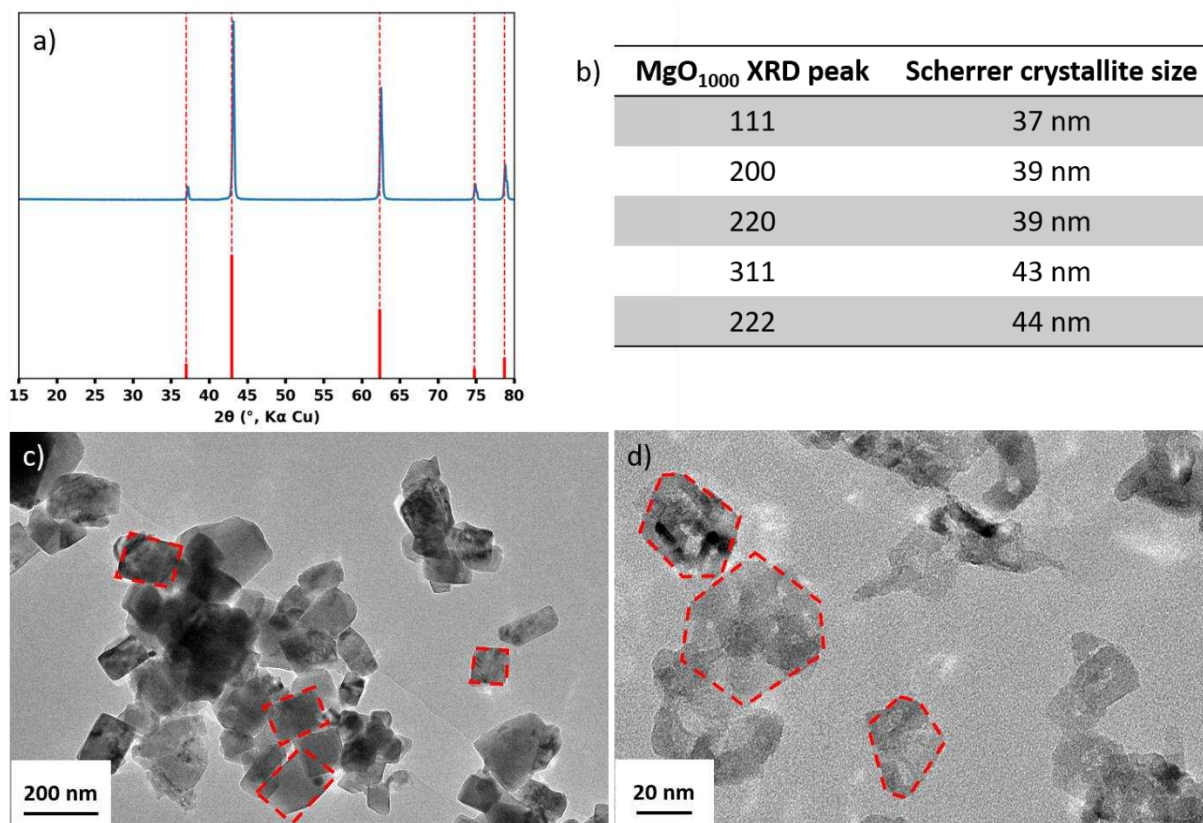 a)
15 20 25 30 35 40 45 50 55 60 65 70 75 80
2θ (°, Kα Cu)
b)
MgO₁₀₀₀ XRD peak Scherrer crystallite size
111 37 nm
200 39 nm
220 39 nm
311 43 nm
222 44 nm
c)
200 nm
d)
20 nm